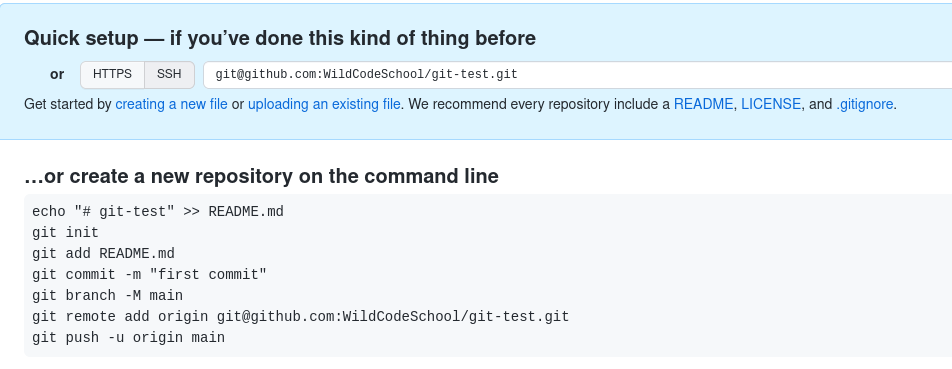 Quick setup — if you’ve done this kind of thing before
or HTTPS SSH git@github.com:WildCodeSchool/git-test.git
Get started by creating a new file or uploading an existing file. We recommend every repository include a README, LICENSE, and .gitignore.
…or create a new repository on the command line
echo "# git-test" >> README.md
git init
git add README.md
git commit -m "first commit"
git branch -M main
git remote add origin git@github.com:WildCodeSchool/git-test.git
git push -u origin main